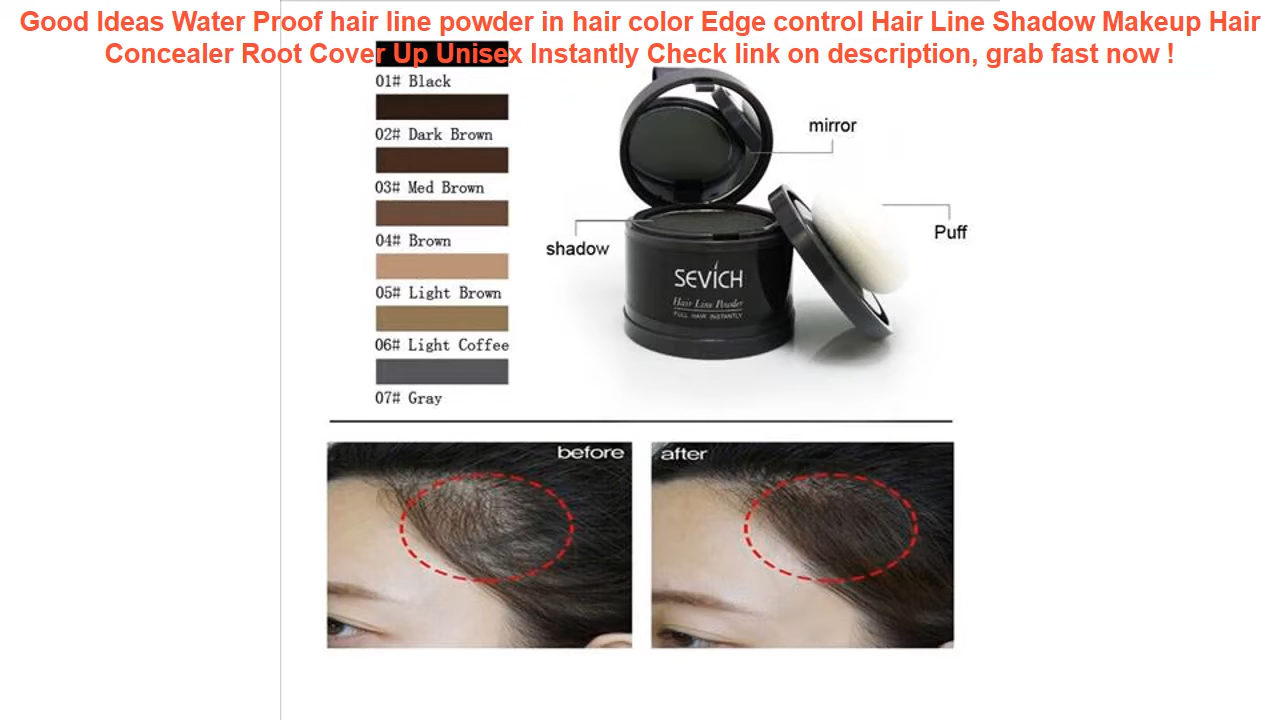 Good Ideas Water Proof hair line powder in hair color Edge control Hair Line Shadow Makeup Hair
Concealer Root Cover Up Unisex Instantly Check link on description, grab fast now !
01# Black
02# Dark Brown
03# Med Brown
04# Brown
05# Light Brown
06# Light Coffee
07# Gray
mirror
Puff
shadow
SEVICH
Hair Line Powder
FULL HAIR INSTANTLY
before
after